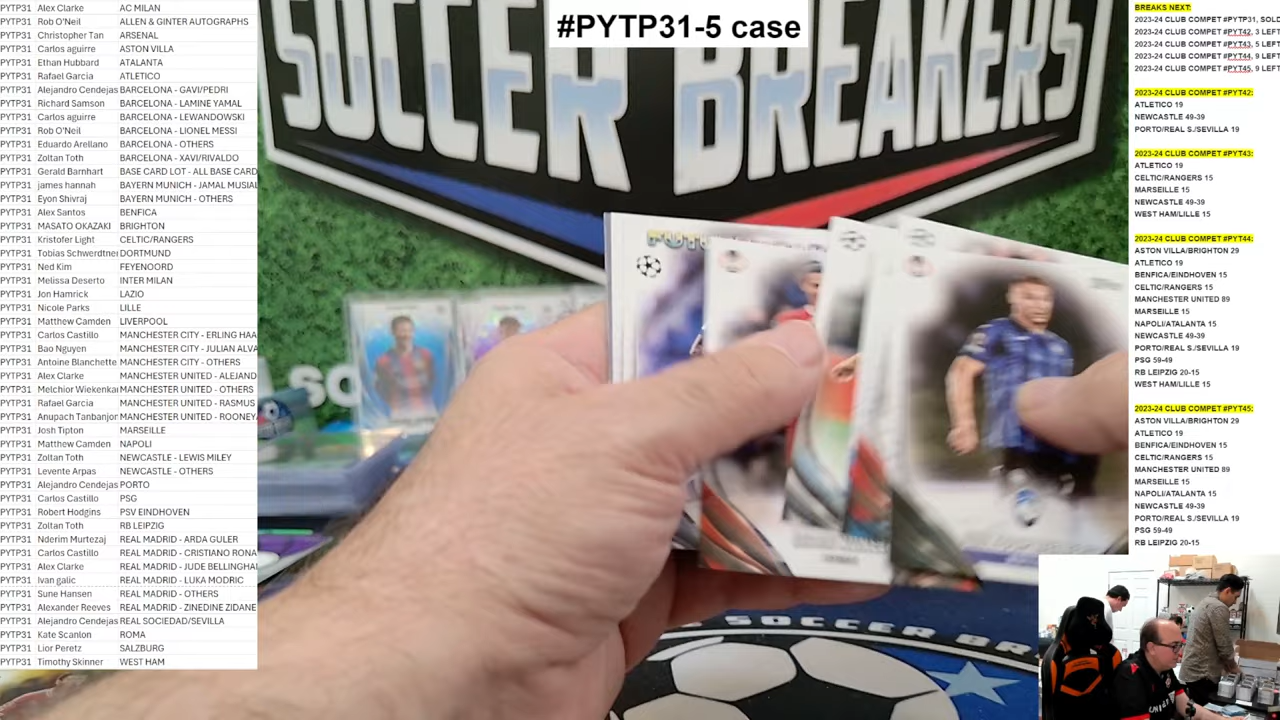 #PYTP31-5 case
PYTP31 Alex Clarke AC MILAN
PYTP31 Rob O'Neil ALLEN & GINTER AUTOGRAPHS
PYTP31 Christopher Tan ARSENAL
PYTP31 Carlos aguirre ASTON VILLA
PYTP31 Ethan Hubbard ATALANTA
PYTP31 Rafael Garcia ATLETICO
PYTP31 Alejandro Cendejas BARCELONA - GAVI/PEDRI
PYTP31 Richard Samson BARCELONA - LAMINE YAMAL
PYTP31 Carlos aguirre BARCELONA - LEWANDOWSKI
PYTP31 Rob O'Neil BARCELONA - LIONEL MESSI
PYTP31 Eduardo Arellano BARCELONA - OTHERS
PYTP31 Zoltan Toth BARCELONA - XAVI/RIVALDO
PYTP31 Gerald Barnhart BASE CARD LOT - ALL BASE CARD
PYTP31 james hannah BAYERN MUNICH - JAMAL MUSIAL
PYTP31 Eyon Shivraj BAYERN MUNICH - OTHERS
PYTP31 Alex Santos BENFICA
PYTP31 MASATO OKAZAKI BRIGHTON
PYTP31 Kristofer Light CELTIC/RANGERS
PYTP31 Tobias Schwerdtner DORTMUND
PYTP31 Ned Kim FEYENOORD
PYTP31 Melissa Deserto INTER MILAN
PYTP31 Jon Hamrick LAZIO
PYTP31 Nicole Parks LILLE
PYTP31 Matthew Camden LIVERPOOL
PYTP31 Carlos Castillo MANCHESTER CITY - ERLING HAA
PYTP31 Bao Nguyen MANCHESTER CITY - JULIAN ALVA
PYTP31 Antoine Blanchette MANCHESTER CITY - OTHERS
PYTP31 Alex Clarke MANCHESTER UNITED - ALEJAND
PYTP31 Melchior Wiekenkar MANCHESTER UNITED - OTHERS
PYTP31 Rafael Garcia MANCHESTER UNITED - RASMUS
PYTP31 Anupach Tanbanjor MANCHESTER UNITED - ROONEY
PYTP31 Josh Tipton MARSEILLE
PYTP31 Matthew Camden NAPOLI
PYTP31 Zoltan Toth NEWCASTLE - LEWIS MILEY
PYTP31 Levente Arpas NEWCASTLE - OTHERS
PYTP31 Alejandro Cendejas PORTO
PYTP31 Carlos Castillo PSG
PYTP31 Robert Hodgins PSV EINDHOVEN
PYTP31 Zoltan Toth RB LEIPZIG
PYTP31 Nderim Murtezaj REAL MADRID - ARDA GULER
PYTP31 Carlos Castillo REAL MADRID - CRISTIANO RONA
PYTP31 Alex Clarke REAL MADRID - JUDE BELLINGHA
PYTP31 Ivan galic REAL MADRID - LUKA MODRIC
PYTP31 Sune Hansen REAL MADRID - OTHERS
PYTP31 Alexander Reeves REAL MADRID - ZINEDINE ZIDANE
PYTP31 Alejandro Cendejas REAL SOCIEDAD/SEVILLA
PYTP31 Kate Scanlon ROMA
PYTP31 Lior Peretz SALZBURG
PYTP31 Timothy Skinner WEST HAM
SOCCER BREAKERS
SOCCER BR
BREAKS NEXT:
2023-24 CLUB COMPET #PYTP31, SOLD
2023-24 CLUB COMPET #PYT42, 3 LEFT
2023-24 CLUB COMPET #PYT43, 5 LEFT
2023-24 CLUB COMPET #PYT44, 9 LEFT
2023-24 CLUB COMPET #PYT45, 9 LEFT
2023-24 CLUB COMPET #PYT42:
ATLETICO 19
NEWCASTLE 49-39
PORTO/REAL S./SEVILLA 19
2023-24 CLUB COMPET #PYT43:
ATLETICO 19
CELTIC/RANGERS 15
MARSEILLE 15
NEWCASTLE 49-39
WEST HAM/LILLE 15
2023-24 CLUB COMPET #PYT44:
ASTON VILLA/BRIGHTON 29
ATLETICO 19
BENFICA/EINDHOVEN 15
CELTIC/RANGERS 15
MANCHESTER UNITED 89
MARSEILLE 15
NAPOLI/ATALANTA 15
NEWCASTLE 49-39
PORTO/REAL S./SEVILLA 19
PSG 59-49
RB LEIPZIG 20-15
WEST HAM/LILLE 15
2023-24 CLUB COMPET #PYT45:
ASTON VILLA/BRIGHTON 29
ATLETICO 19
BENFICA/EINDHOVEN 15
CELTIC/RANGERS 15
MANCHESTER UNITED 89
MARSEILLE 15
NAPOLI/ATALANTA 15
NEWCASTLE 49-39
PORTO/REAL S./SEVILLA 19
PSG 59-49
RB LEIPZIG 20-15